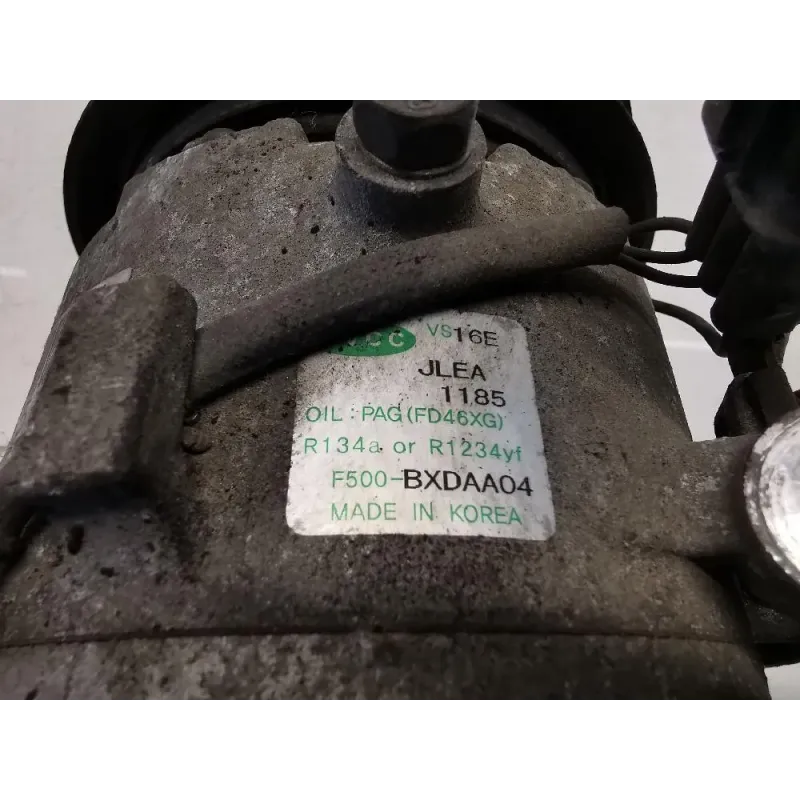 VS16E
JLEA
1185
OIL : PAG(FD46XG)
R134a or R1234yf
F500-BXDAA04
MADE IN KOREA